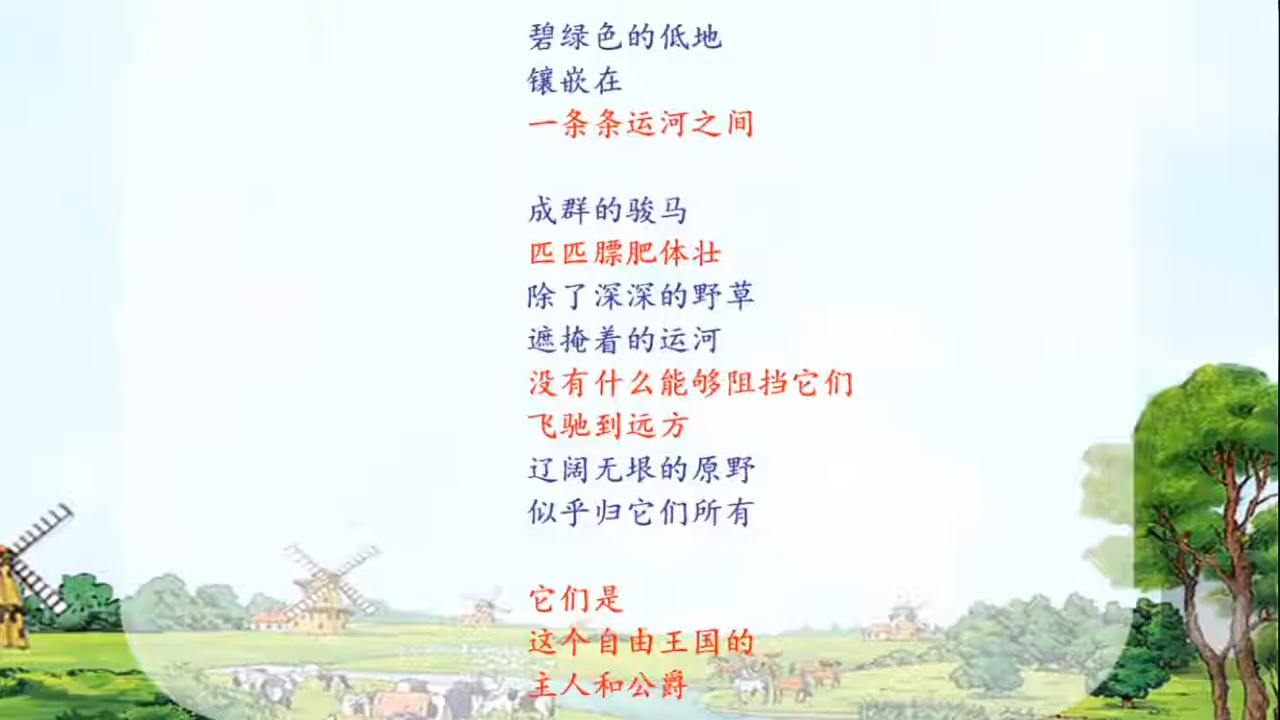 碧绿色的低地
镶嵌在
一条条运河之间
成群的骏马
匹匹膘肥体壮
除了深深的野草
遮掩着的运河
没有什么能够阻挡它们
飞驰到远方
辽阔无垠的原野
似乎归它们所有
它们是
这个自由王国的
主人和公爵